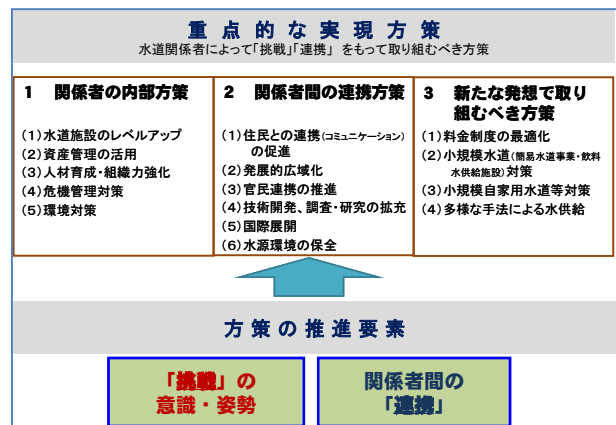 重点的な実現方策
水道関係者によって「挑戦」「連携」をもって取り組むべき方策
1 関係者の内部方策
(1)水道施設のレベルアップ
(2)資産管理の活用
(3)人材育成・組織力強化
(4)危機管理対策
(5)環境対策
2 関係者間の連携方策
(1)住民との連携(コミュニケーション)
の促進
(2)発展的広域化
(3)官民連携の推進
(4)技術開発、調査・研究の拡充
(5)国際展開
(6)水源環境の保全
3 新たな発想で取り
組むべき方策
(1)料金制度の最適化
(2)小規模水道(簡易水道事業・飲料
水供給施設)対策
(3)小規模自家用水道等対策
(4)多様な手法による水供給
方策の推進要素
「挑戦」の
意識・姿勢
関係者間の
「連携」